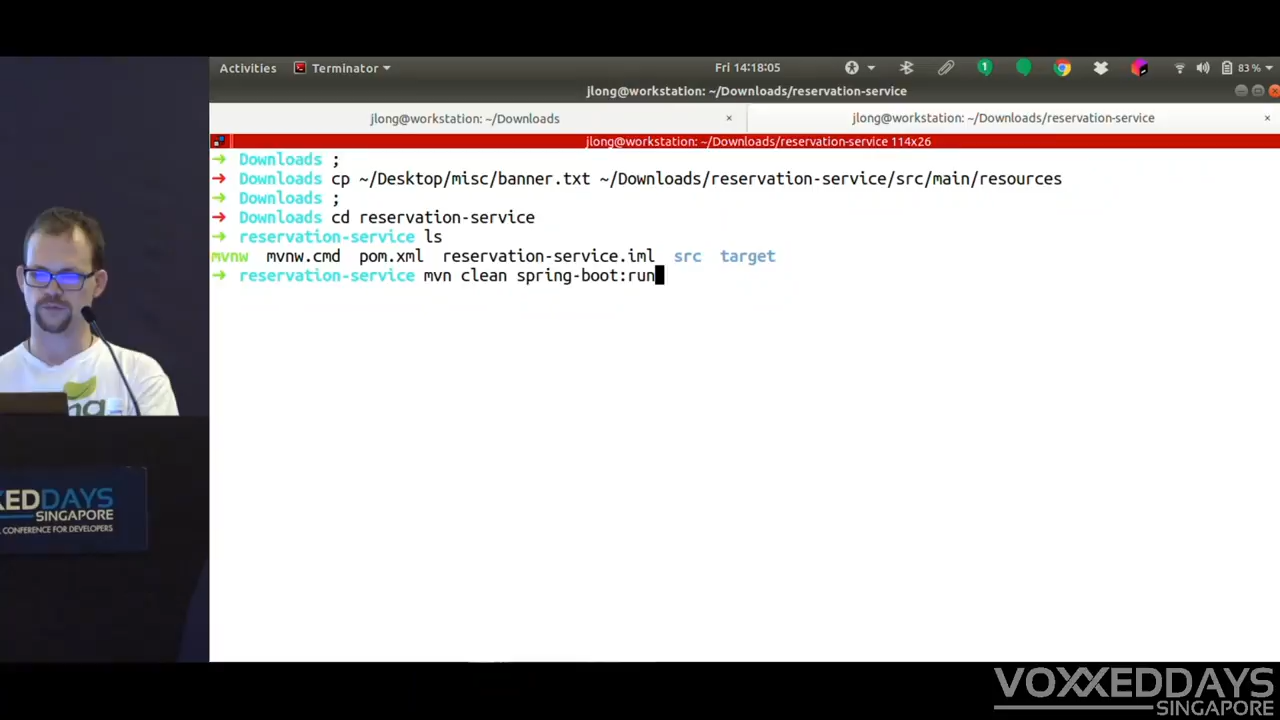 Activities Terminator Fri 14:18:05 1 83 %
jlong@workstation: ~/Downloads/reservation-service
jlong@workstation: ~/Downloads × jlong@workstation: ~/Downloads/reservation-service ×
jlong@workstation: ~/Downloads/reservation-service 114x26
➜ Downloads ;
➜ Downloads cp ~/Desktop/misc/banner.txt ~/Downloads/reservation-service/src/main/resources
➜ Downloads ;
➜ Downloads cd reservation-service
➜ reservation-service ls
mvnw mvnw.cmd pom.xml reservation-service.iml src target
➜ reservation-service mvn clean spring-boot:run
ng
XEDDAYS
SINGAPORE
CONFERENCE FOR DEVELOPERS
VOXXEDDAYS
SINGAPORE